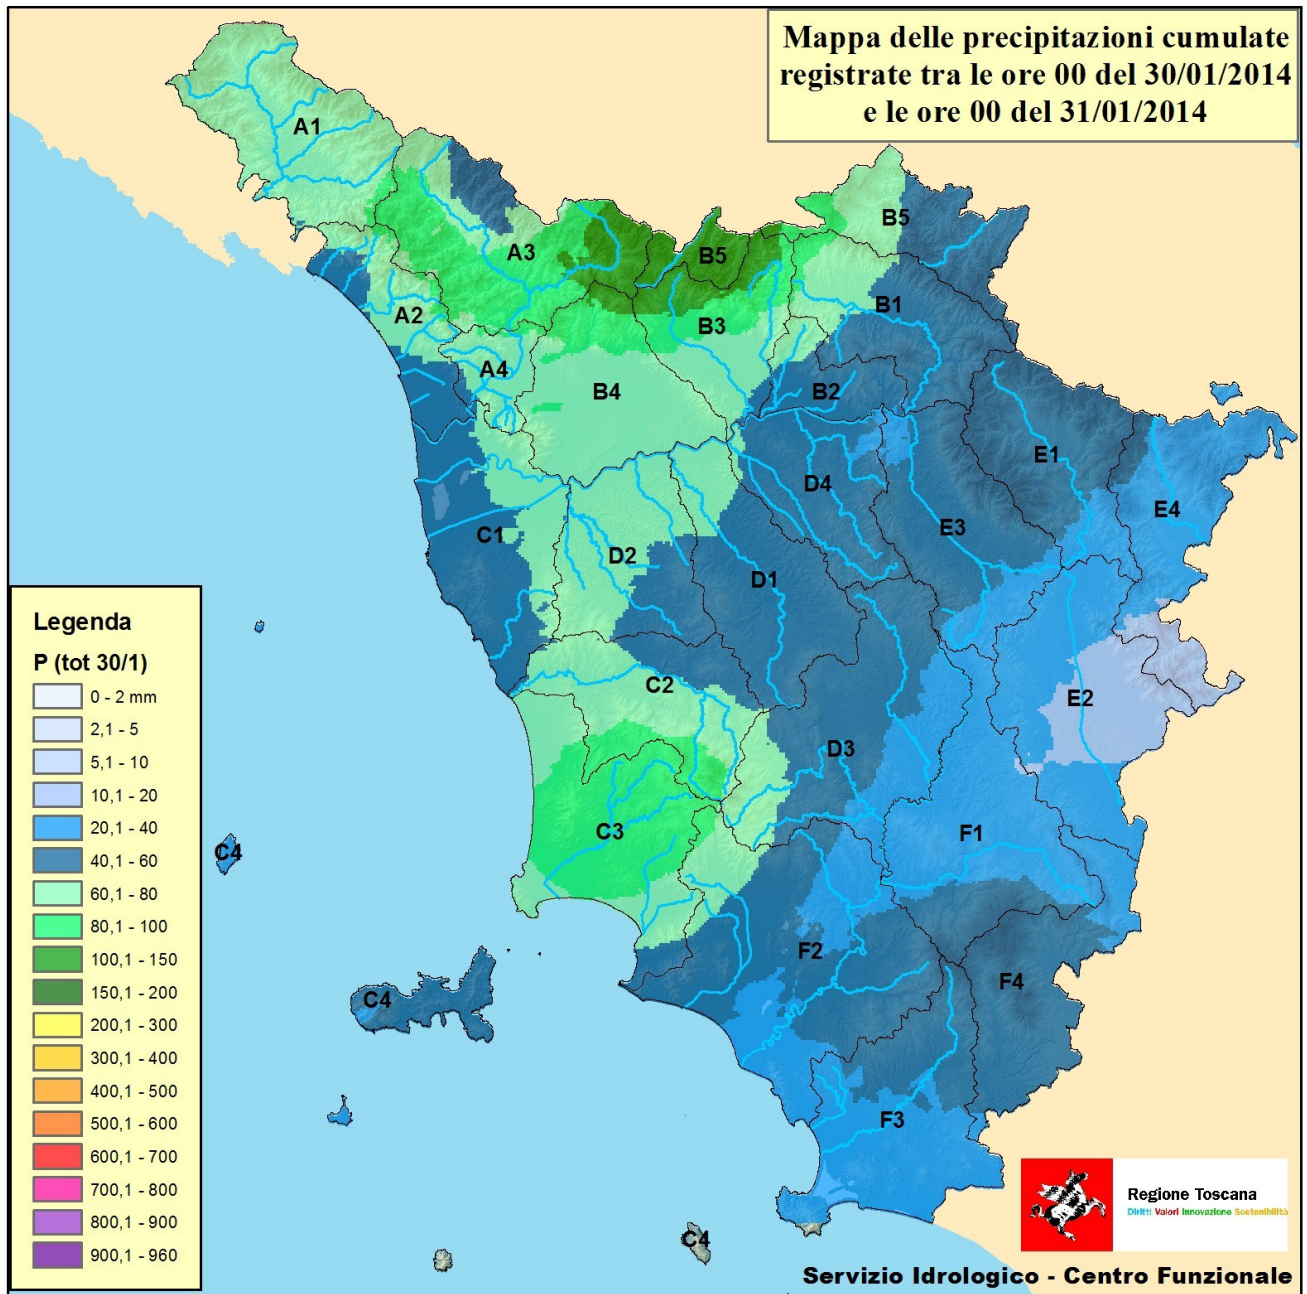 Mappa delle precipitazioni cumulate
registrate tra le ore 00 del 30/01/2014
e le ore 00 del 31/01/2014
A1
B5
A3
B5
B1
A2
B3
A4
B4
B2
E1
D4
E4
E3
C1
D2
D1
C2
E2
D3
C3
F1
C4
F2
F4
C4
F3
C4
Legenda
P (tot 30/1)
0 - 2 mm
2,1 - 5
5,1 - 10
10,1 - 20
20,1 - 40
40,1 - 60
60,1 - 80
80,1 - 100
100,1 - 150
150,1 - 200
200,1 - 300
300,1 - 400
400,1 - 500
500,1 - 600
600,1 - 700
700,1 - 800
800,1 - 900
900,1 - 960
Regione Toscana
Diritti Valori Innovazione Sostenibilità
Servizio Idrologico - Centro Funzionale